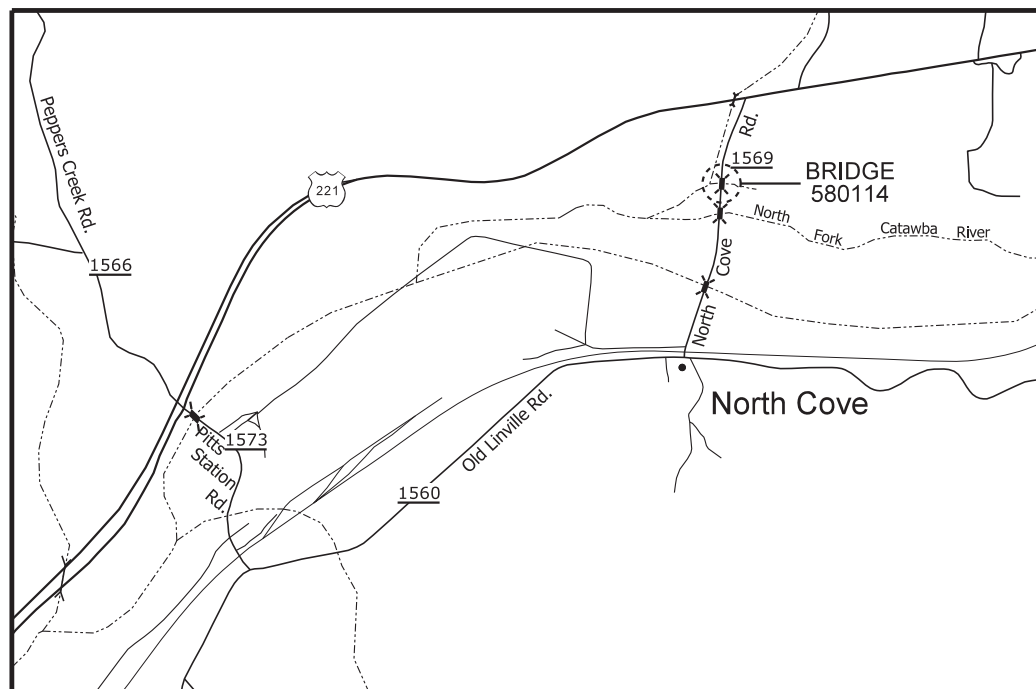 Peppers Creek Rd.
1566
221
Rd.
1569
BRIDGE
580114
North Fork Catawba River
North Cove
North Cove
Old Linville Rd.
1560
1573
Pitts
Station
Rd.